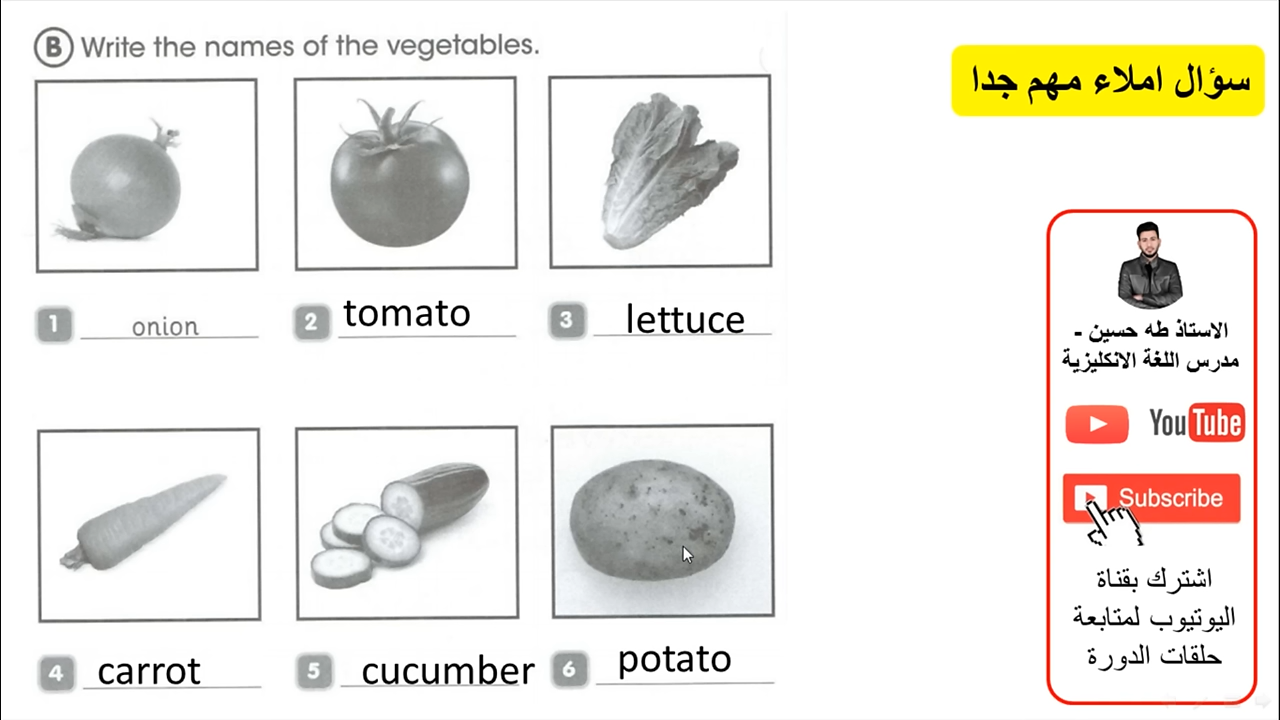 B Write the names of the vegetables.
سؤال املاء مهم جدا
1 onion
2 tomato
3 lettuce
4 carrot
5 cucumber
6 potato
الاستاذ طه حسين -
مدرس اللغة الانكليزية
YouTube
Subscribe
اشترك بقناة
اليوتيوب لمتابعة
حلقات الدورة